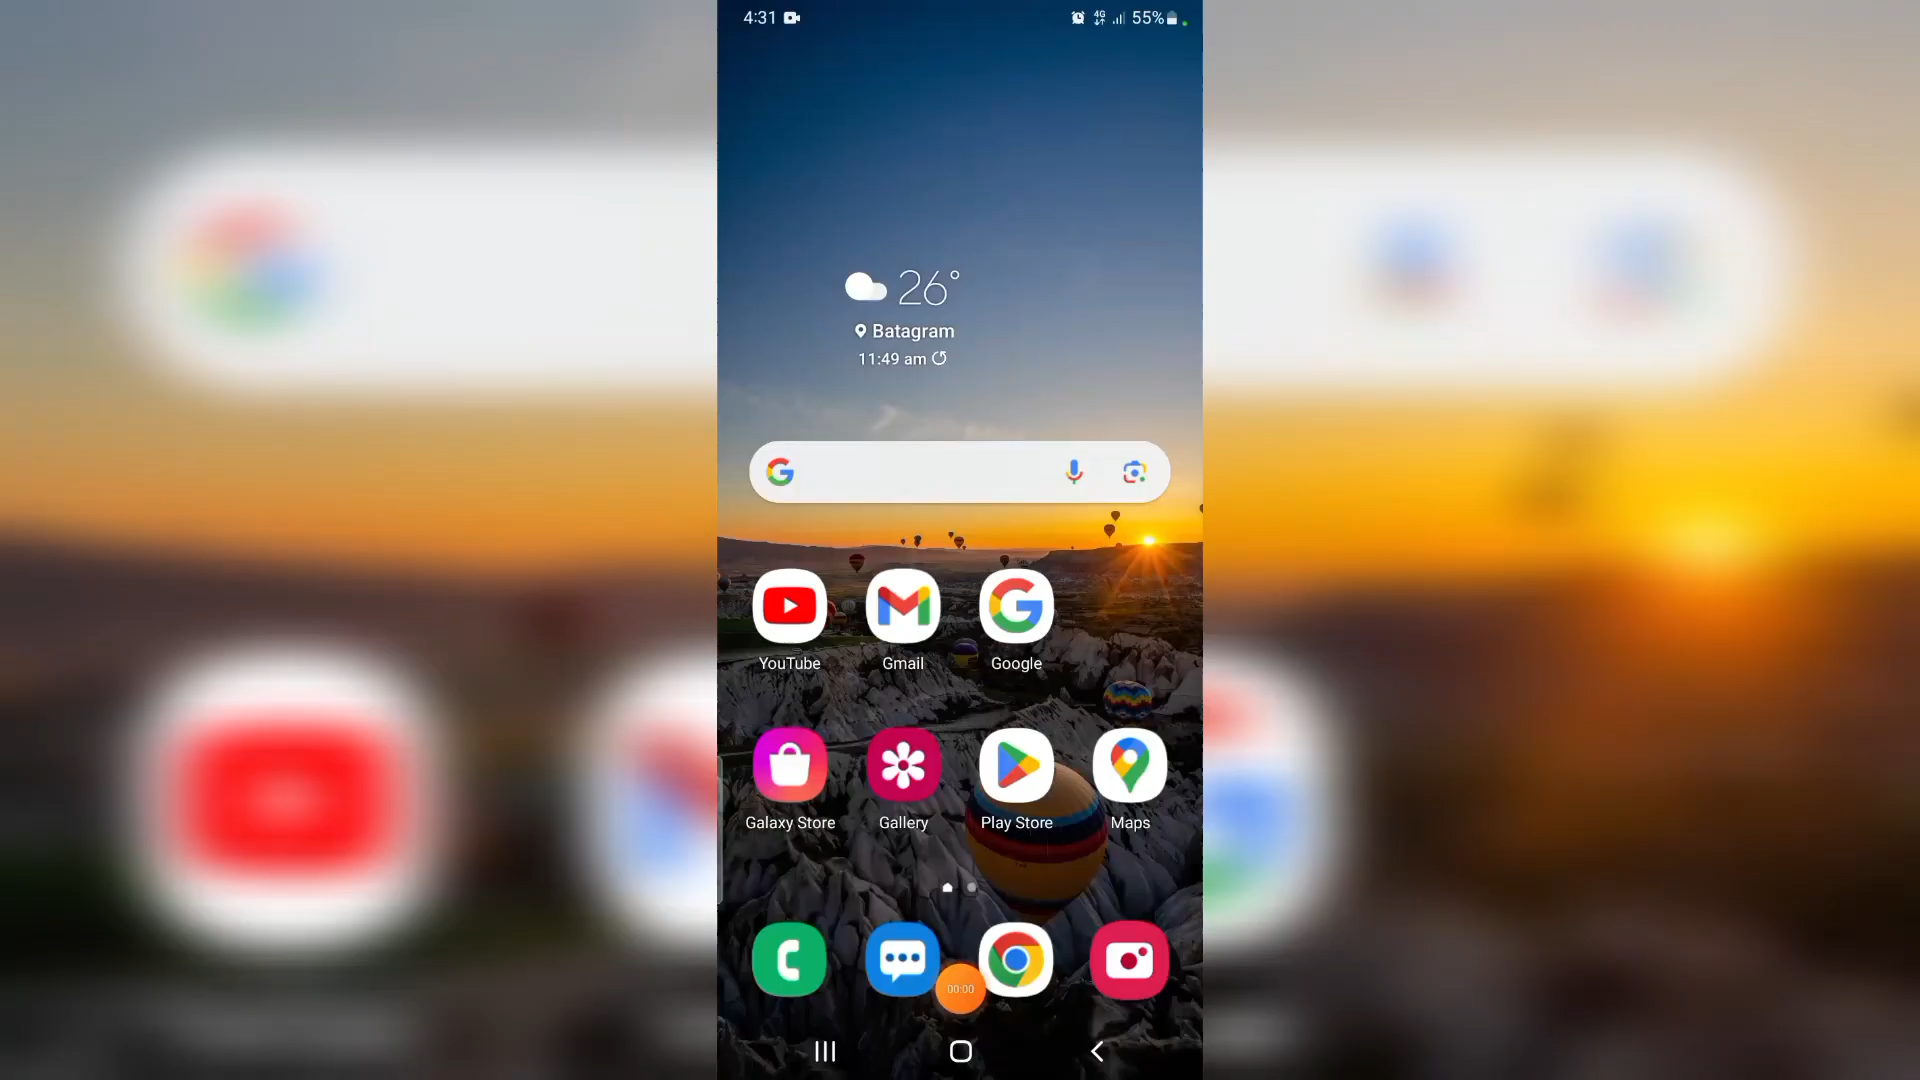 4:31
4G
55%
26°
Batagram
11:49 am
YouTube
Gmail
Google
Galaxy Store
Gallery
Play Store
Maps
00:00